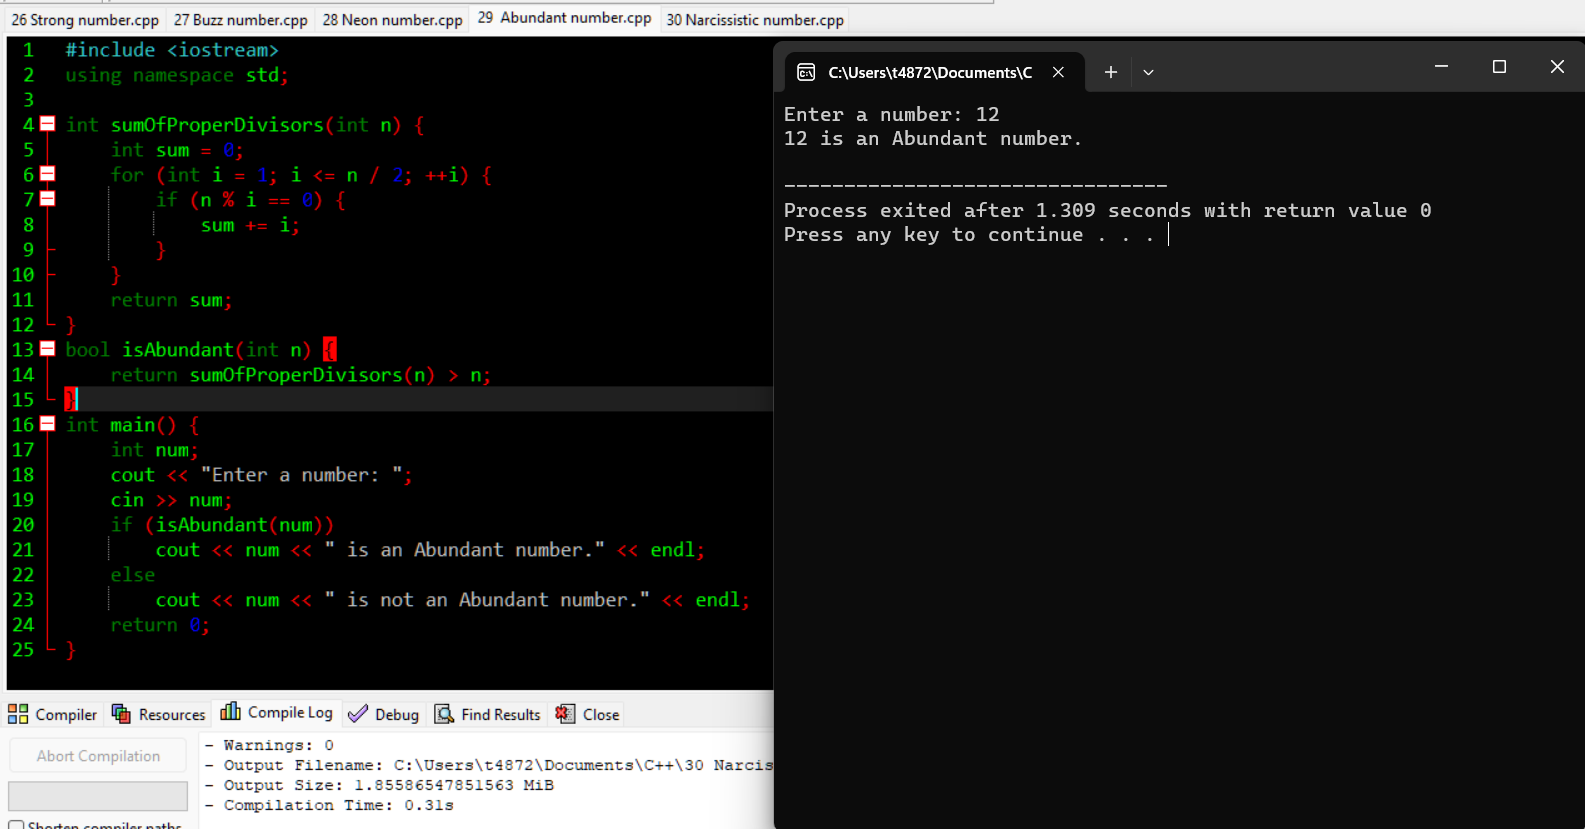 26 Strong number.cpp 27 Buzz number.cpp 28 Neon number.cpp 29 Abundant number.cpp 30 Narcissistic number.cpp
1 #include <iostream>
2 using namespace std;
3
4 int sumOfProperDivisors(int n) {
5 int sum = 0;
6 for (int i = 1; i <= n / 2; ++i) {
7 if (n % i == 0) {
8 sum += i;
9 }
10 }
11 return sum;
12 }
13 bool isAbundant(int n) {
14 return sumOfProperDivisors(n) > n;
15 }
16 int main() {
17 int num;
18 cout << "Enter a number: ";
19 cin >> num;
20 if (isAbundant(num))
21 cout << num << " is an Abundant number." << endl;
22 else
23 cout << num << " is not an Abundant number." << endl;
24 return 0;
25 }
C:\Users\t4872\Documents\C
Enter a number: 12
12 is an Abundant number.
--------------------------------
Process exited after 1.309 seconds with return value 0
Press any key to continue . . .
Compiler Resources Compile Log Debug Find Results Close
Abort Compilation
- Warnings: 0
- Output Filename: C:\Users\t4872\Documents\C++\30 Narcis
- Output Size: 1.85586547851563 MiB
- Compilation Time: 0.31s
Shorten compiler paths